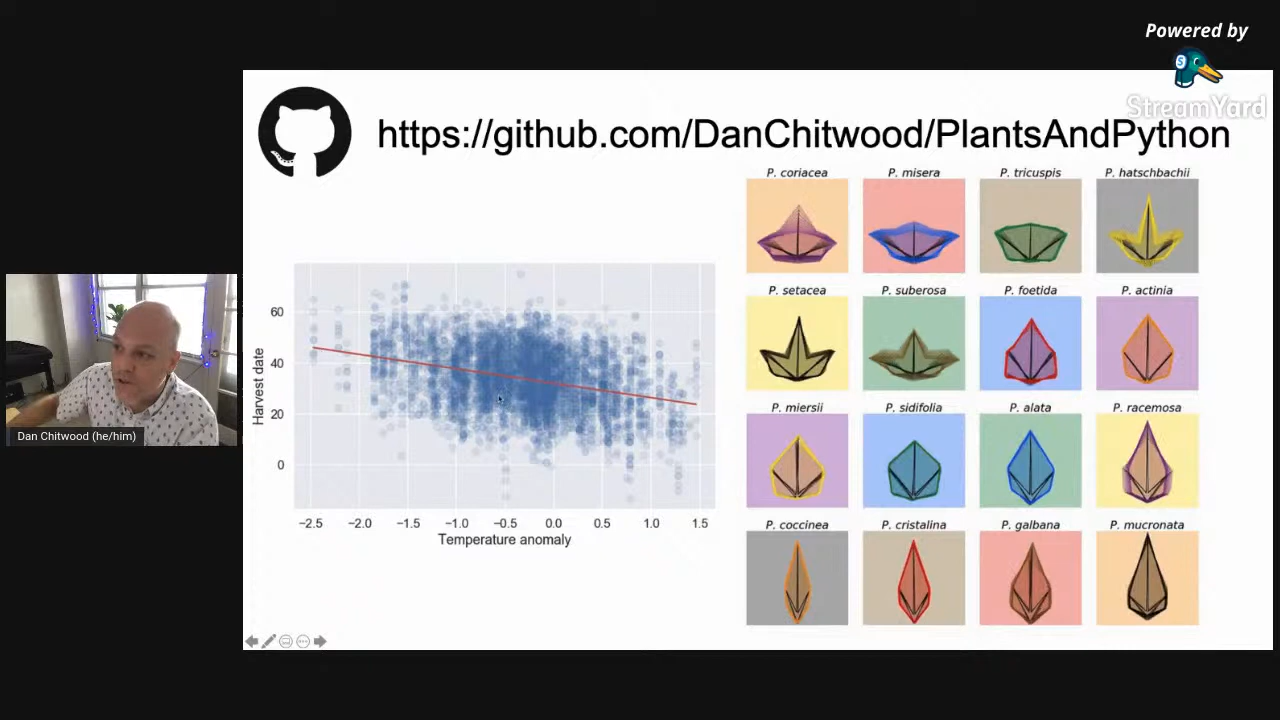 Powered by
StreamYard
https://github.com/DanChitwood/PlantsAndPython
P. coriacea P. misera P. tricuspis P. hatschbachii
P. setacea P. suberosa P. foetida P. actinia
P. miersii P. sidifolia P. alata P. racemosa
P. coccinea P. cristalina P. galbana P. mucronata
Harvest date
60
40
20
0
−2.5 −2.0 −1.5 −1.0 −0.5 0.0 0.5 1.0 1.5
Temperature anomaly
Dan Chitwood (he/him)
S